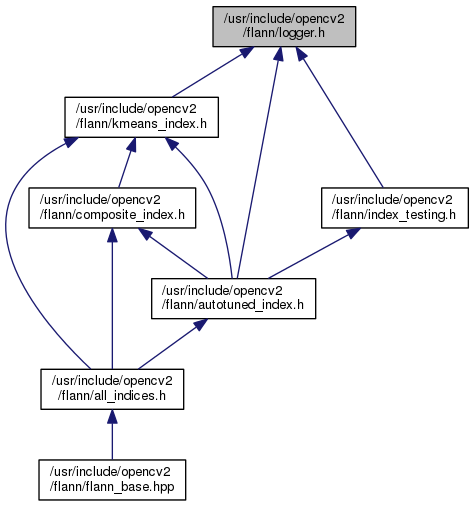 /usr/include/opencv2
/flann/logger.h
/usr/include/opencv2
/flann/kmeans_index.h
/usr/include/opencv2
/flann/composite_index.h
/usr/include/opencv2
/flann/index_testing.h
/usr/include/opencv2
/flann/autotuned_index.h
/usr/include/opencv2
/flann/all_indices.h
/usr/include/opencv2
/flann/flann_base.hpp